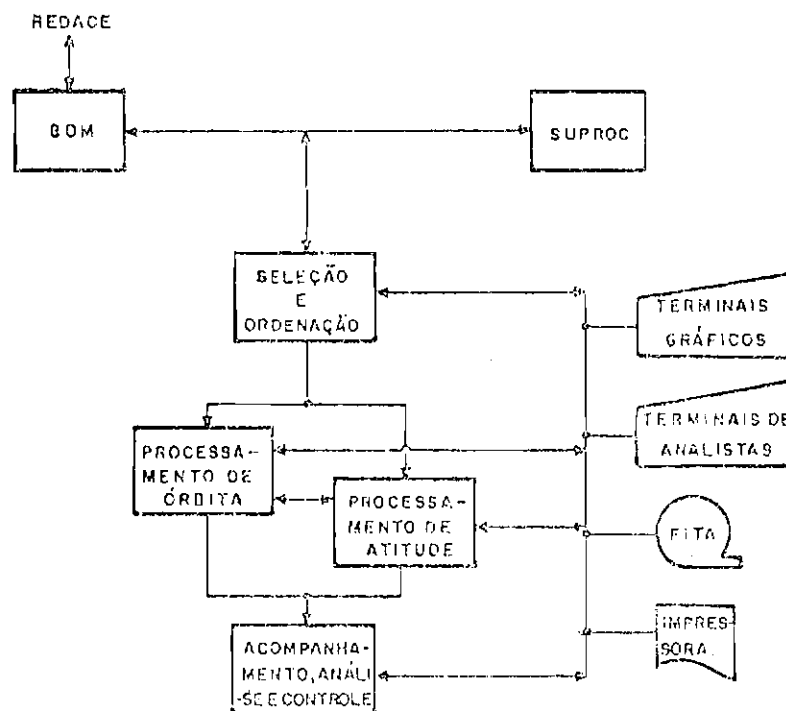 REDACE
BOM
SUPROC
SELEÇÃO
E
ORDENAÇÃO
TERMINAIS
GRÁFICOS
TERMINAIS DE
ANALISTAS
PROCESSA-
MENTO DE
ÓRBITA
PROCESSA-
MENTO DE
ATITUDE
FITA
IMPRES-
SORA
ACOMPANHA-
MENTO, ANÁLI
-SE E CONTROLE